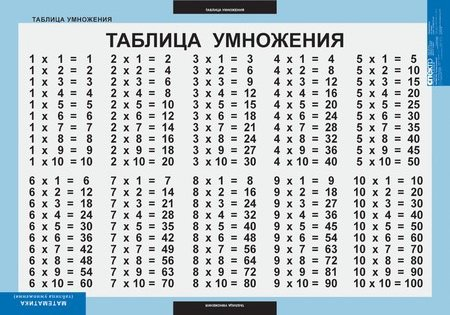 ТАБЛИЦА УМНОЖЕНИЯ
ТАБЛИЦА УМНОЖЕНИЯ
ТАБЛИЦА УМНОЖЕНИЯ
1 x 1 = 1 2 x 1 = 2 3 x 1 = 3 4 x 1 = 4 5 x 1 = 5
1 x 2 = 2 2 x 2 = 4 3 x 2 = 6 4 x 2 = 8 5 x 2 = 10
1 x 3 = 3 2 x 3 = 6 3 x 3 = 9 4 x 3 = 12 5 x 3 = 15
1 x 4 = 4 2 x 4 = 8 3 x 4 = 12 4 x 4 = 16 5 x 4 = 20
1 x 5 = 5 2 x 5 = 10 3 x 5 = 15 4 x 5 = 20 5 x 5 = 25
1 x 6 = 6 2 x 6 = 12 3 x 6 = 18 4 x 6 = 24 5 x 6 = 30
1 x 7 = 7 2 x 7 = 14 3 x 7 = 21 4 x 7 = 28 5 x 7 = 35
1 x 8 = 8 2 x 8 = 16 3 x 8 = 24 4 x 8 = 32 5 x 8 = 40
1 x 9 = 9 2 x 9 = 18 3 x 9 = 27 4 x 9 = 36 5 x 9 = 45
1 x 10 = 10 2 x 10 = 20 3 x 10 = 30 4 x 10 = 40 5 x 10 = 50
6 x 1 = 6 7 x 1 = 7 8 x 1 = 8 9 x 1 = 9 10 x 1 = 10
6 x 2 = 12 7 x 2 = 14 8 x 2 = 16 9 x 2 = 18 10 x 2 = 20
6 x 3 = 18 7 x 3 = 21 8 x 3 = 24 9 x 3 = 27 10 x 3 = 30
6 x 4 = 24 7 x 4 = 28 8 x 4 = 32 9 x 4 = 36 10 x 4 = 40
6 x 5 = 30 7 x 5 = 35 8 x 5 = 40 9 x 5 = 45 10 x 5 = 50
6 x 6 = 36 7 x 6 = 42 8 x 6 = 48 9 x 6 = 54 10 x 6 = 60
6 x 7 = 42 7 x 7 = 49 8 x 7 = 56 9 x 7 = 63 10 x 7 = 70
6 x 8 = 48 7 x 8 = 56 8 x 8 = 64 9 x 8 = 72 10 x 8 = 80
6 x 9 = 54 7 x 9 = 63 8 x 9 = 72 9 x 9 = 81 10 x 9 = 90
6 x 10 = 60 7 x 10 = 70 8 x 10 = 80 9 x 10 = 90 10 x 10 = 100
МАТЕМАТИКА
(ТАБЛИЦА УМНОЖЕНИЯ)
ТАБЛИЦА УМНОЖЕНИЯ